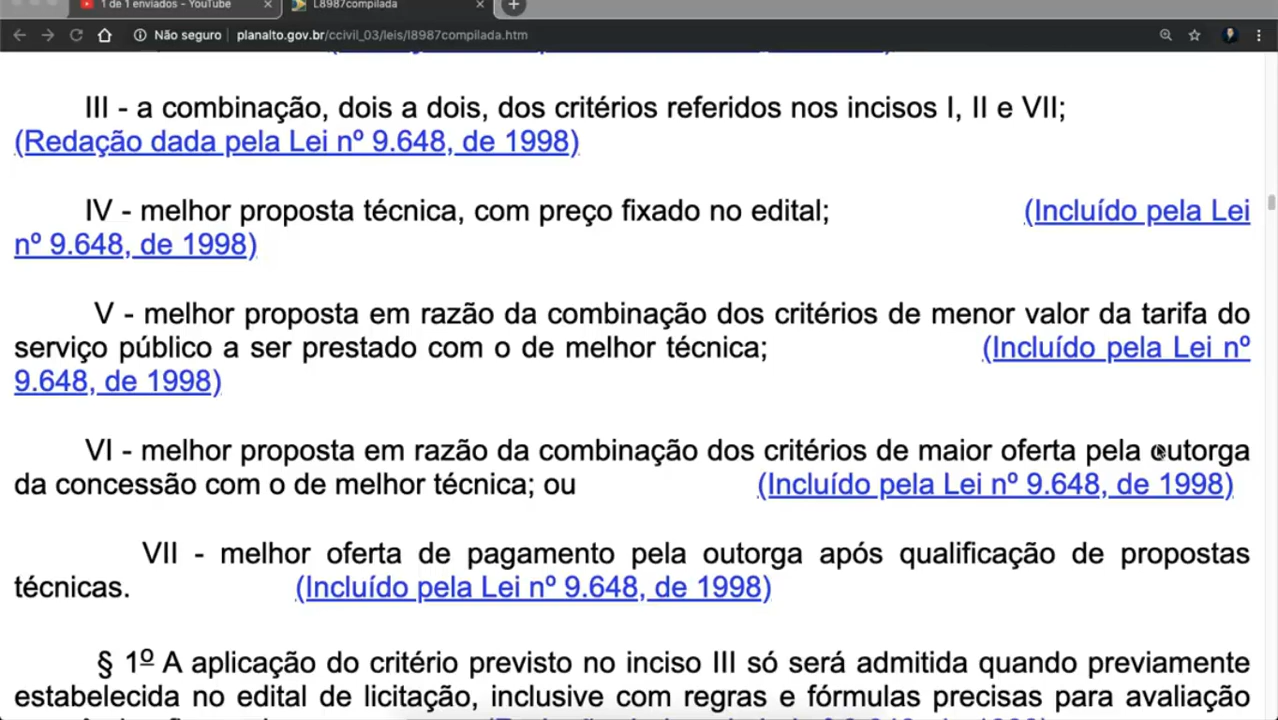 1 de 1 enviados - YouTube
L8987compilada
Não seguro
planalto.gov.br/ccivil_03/leis/l8987compilada.htm
III - a combinação, dois a dois, dos critérios referidos nos incisos I, II e VII;
(Redação dada pela Lei nº 9.648, de 1998)
IV - melhor proposta técnica, com preço fixado no edital; (Incluído pela Lei
nº 9.648, de 1998)
V - melhor proposta em razão da combinação dos critérios de menor valor da tarifa do
serviço público a ser prestado com o de melhor técnica; (Incluído pela Lei nº
9.648, de 1998)
VI - melhor proposta em razão da combinação dos critérios de maior oferta pela outorga
da concessão com o de melhor técnica; ou (Incluído pela Lei nº 9.648, de 1998)
VII - melhor oferta de pagamento pela outorga após qualificação de propostas
técnicas. (Incluído pela Lei nº 9.648, de 1998)
§ 1º A aplicação do critério previsto no inciso III só será admitida quando previamente
estabelecida no edital de licitação, inclusive com regras e fórmulas precisas para avaliação